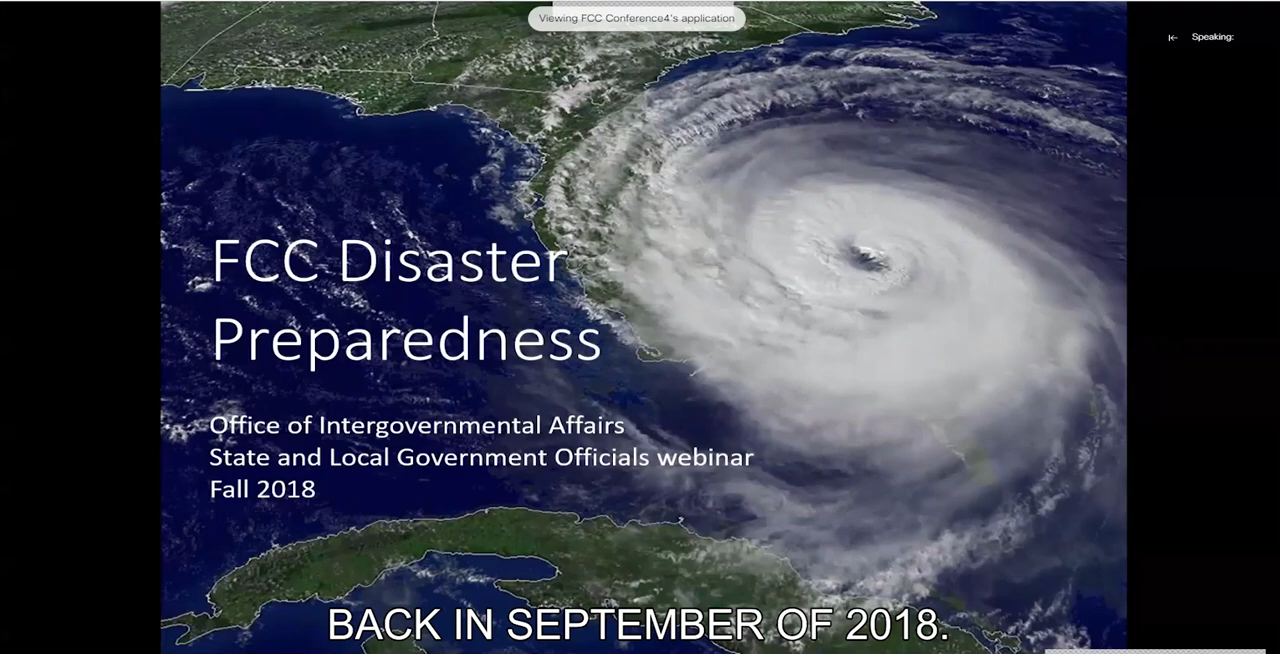 Viewing FCC Conference4's application
Speaking:
FCC Disaster
Preparedness
Office of Intergovernmental Affairs
State and Local Government Officials webinar
Fall 2018
BACK IN SEPTEMBER OF 2018.